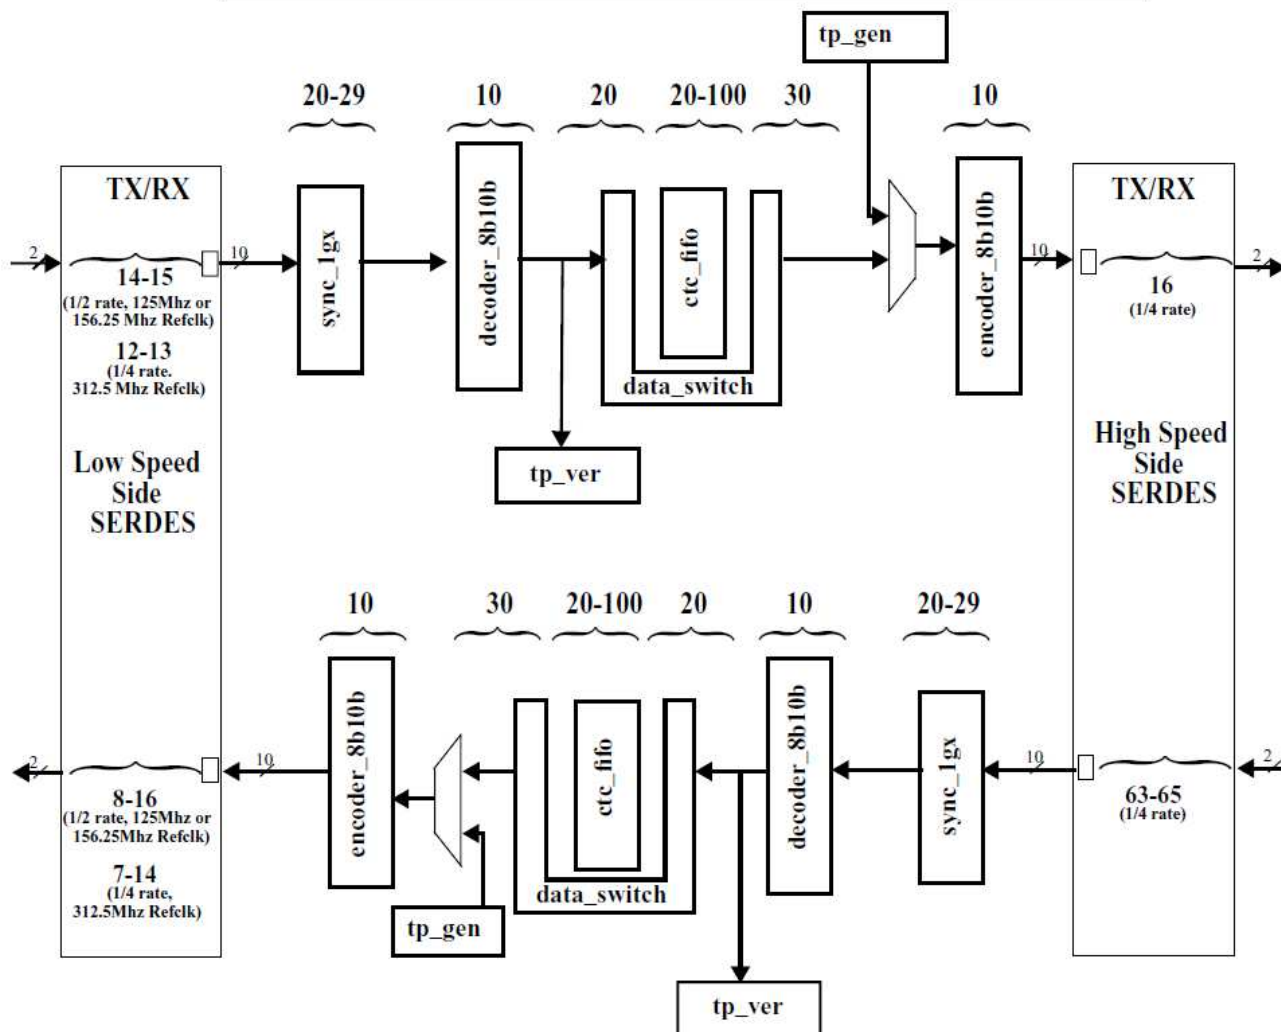 tp_gen
20-29 10 20 20-100 30 10
TX/RX
TX/RX
2
10
sync_1gx
decoder_8b10b
ctc_fifo
data_switch
encoder_8b10b
10
2
14-15
(1/2 rate, 125Mhz or
156.25 Mhz Refclk)
12-13
(1/4 rate.
312.5 Mhz Refclk)
16
(1/4 rate)
tp_ver
Low Speed
Side
SERDES
High Speed
Side
SERDES
10 30 20-100 20 10 20-29
2
10
encoder_8b10b
ctc_fifo
data_switch
decoder_8b10b
sync_1gx
10
2
8-16
(1/2 rate, 125Mhz or
156.25Mhz Refclk)
7-14
(1/4 rate,
312.5Mhz Refclk)
63-65
(1/4 rate)
tp_gen
tp_ver